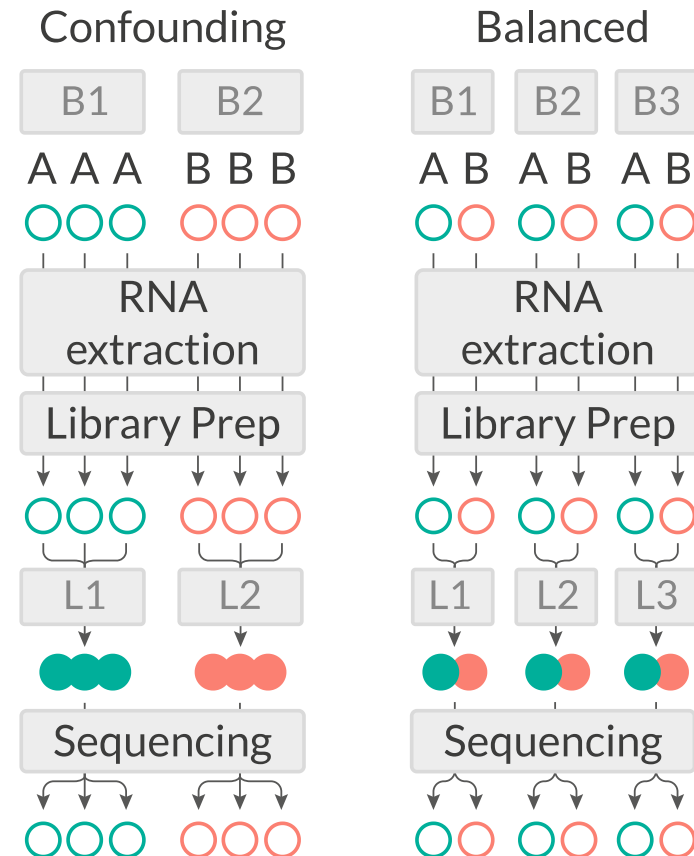 Confounding
B1 B2
A A A B B B
RNA
extraction
Library Prep
L1 L2
Sequencing
Balanced
B1 B2 B3
A B A B A B
RNA
extraction
Library Prep
L1 L2 L3
Sequencing